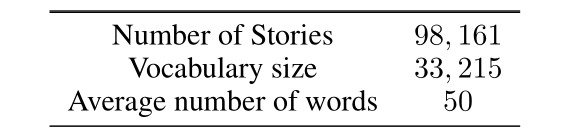 Number of Stories 98, 161
Vocabulary size 33, 215
Average number of words 50